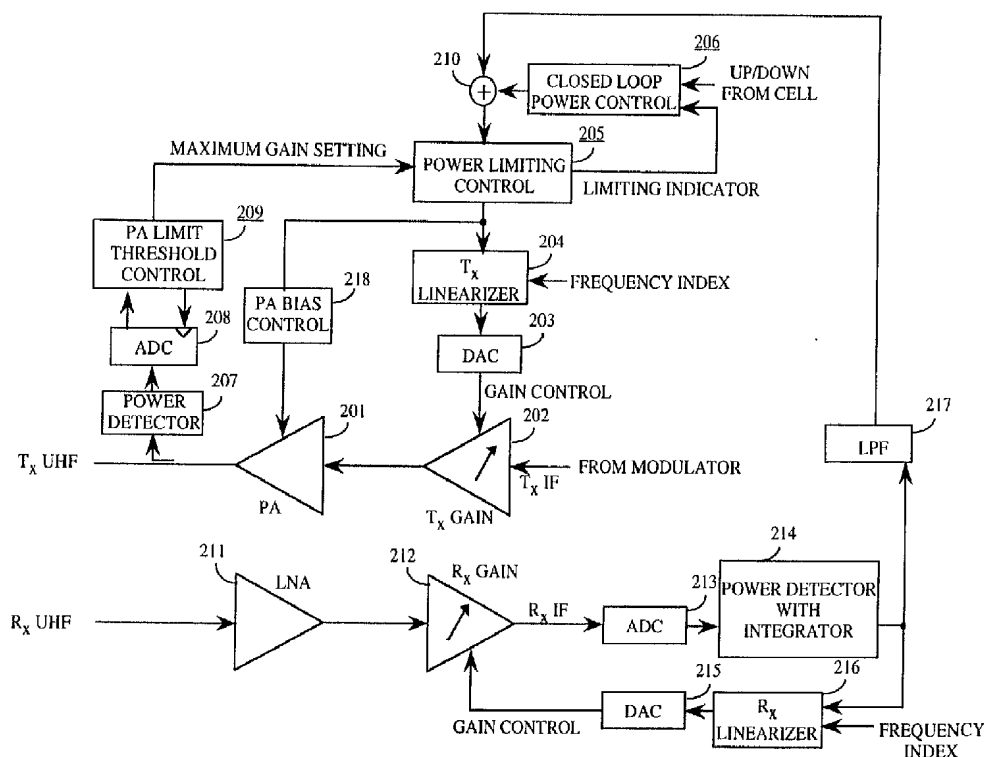 206
210
CLOSED LOOP
POWER CONTROL
UP/DOWN
FROM CELL
+
205
MAXIMUM GAIN SETTING
POWER LIMITING
CONTROL
LIMITING INDICATOR
209
PA LIMIT
THRESHOLD
CONTROL
218
PA BIAS
CONTROL
204
TX
LINEARIZER
FREQUENCY INDEX
208
ADC
203
DAC
207
POWER
DETECTOR
GAIN CONTROL
201
202
217
LPF
TX UHF
FROM MODULATOR
TX IF
PA
TX GAIN
211
LNA
212
RX GAIN
214
POWER DETECTOR
WITH
INTEGRATOR
213
ADC
RX UHF
RX IF
215
DAC
216
RX
LINEARIZER
GAIN CONTROL
FREQUENCY
INDEX